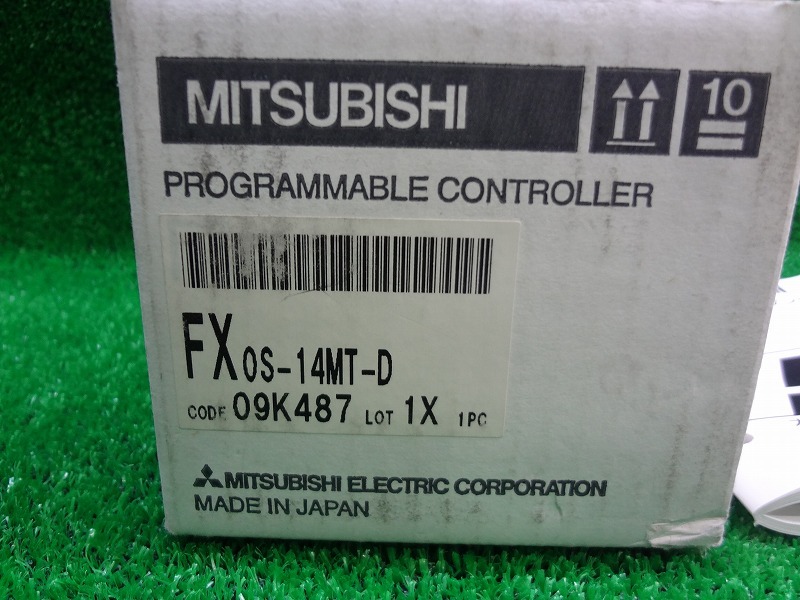 MITSUBISHI
10
PROGRAMMABLE CONTROLLER
FX0S-14MT-D
CODE 09K487 LOT 1X 1PC
MITSUBISHI ELECTRIC CORPORATION
MADE IN JAPAN